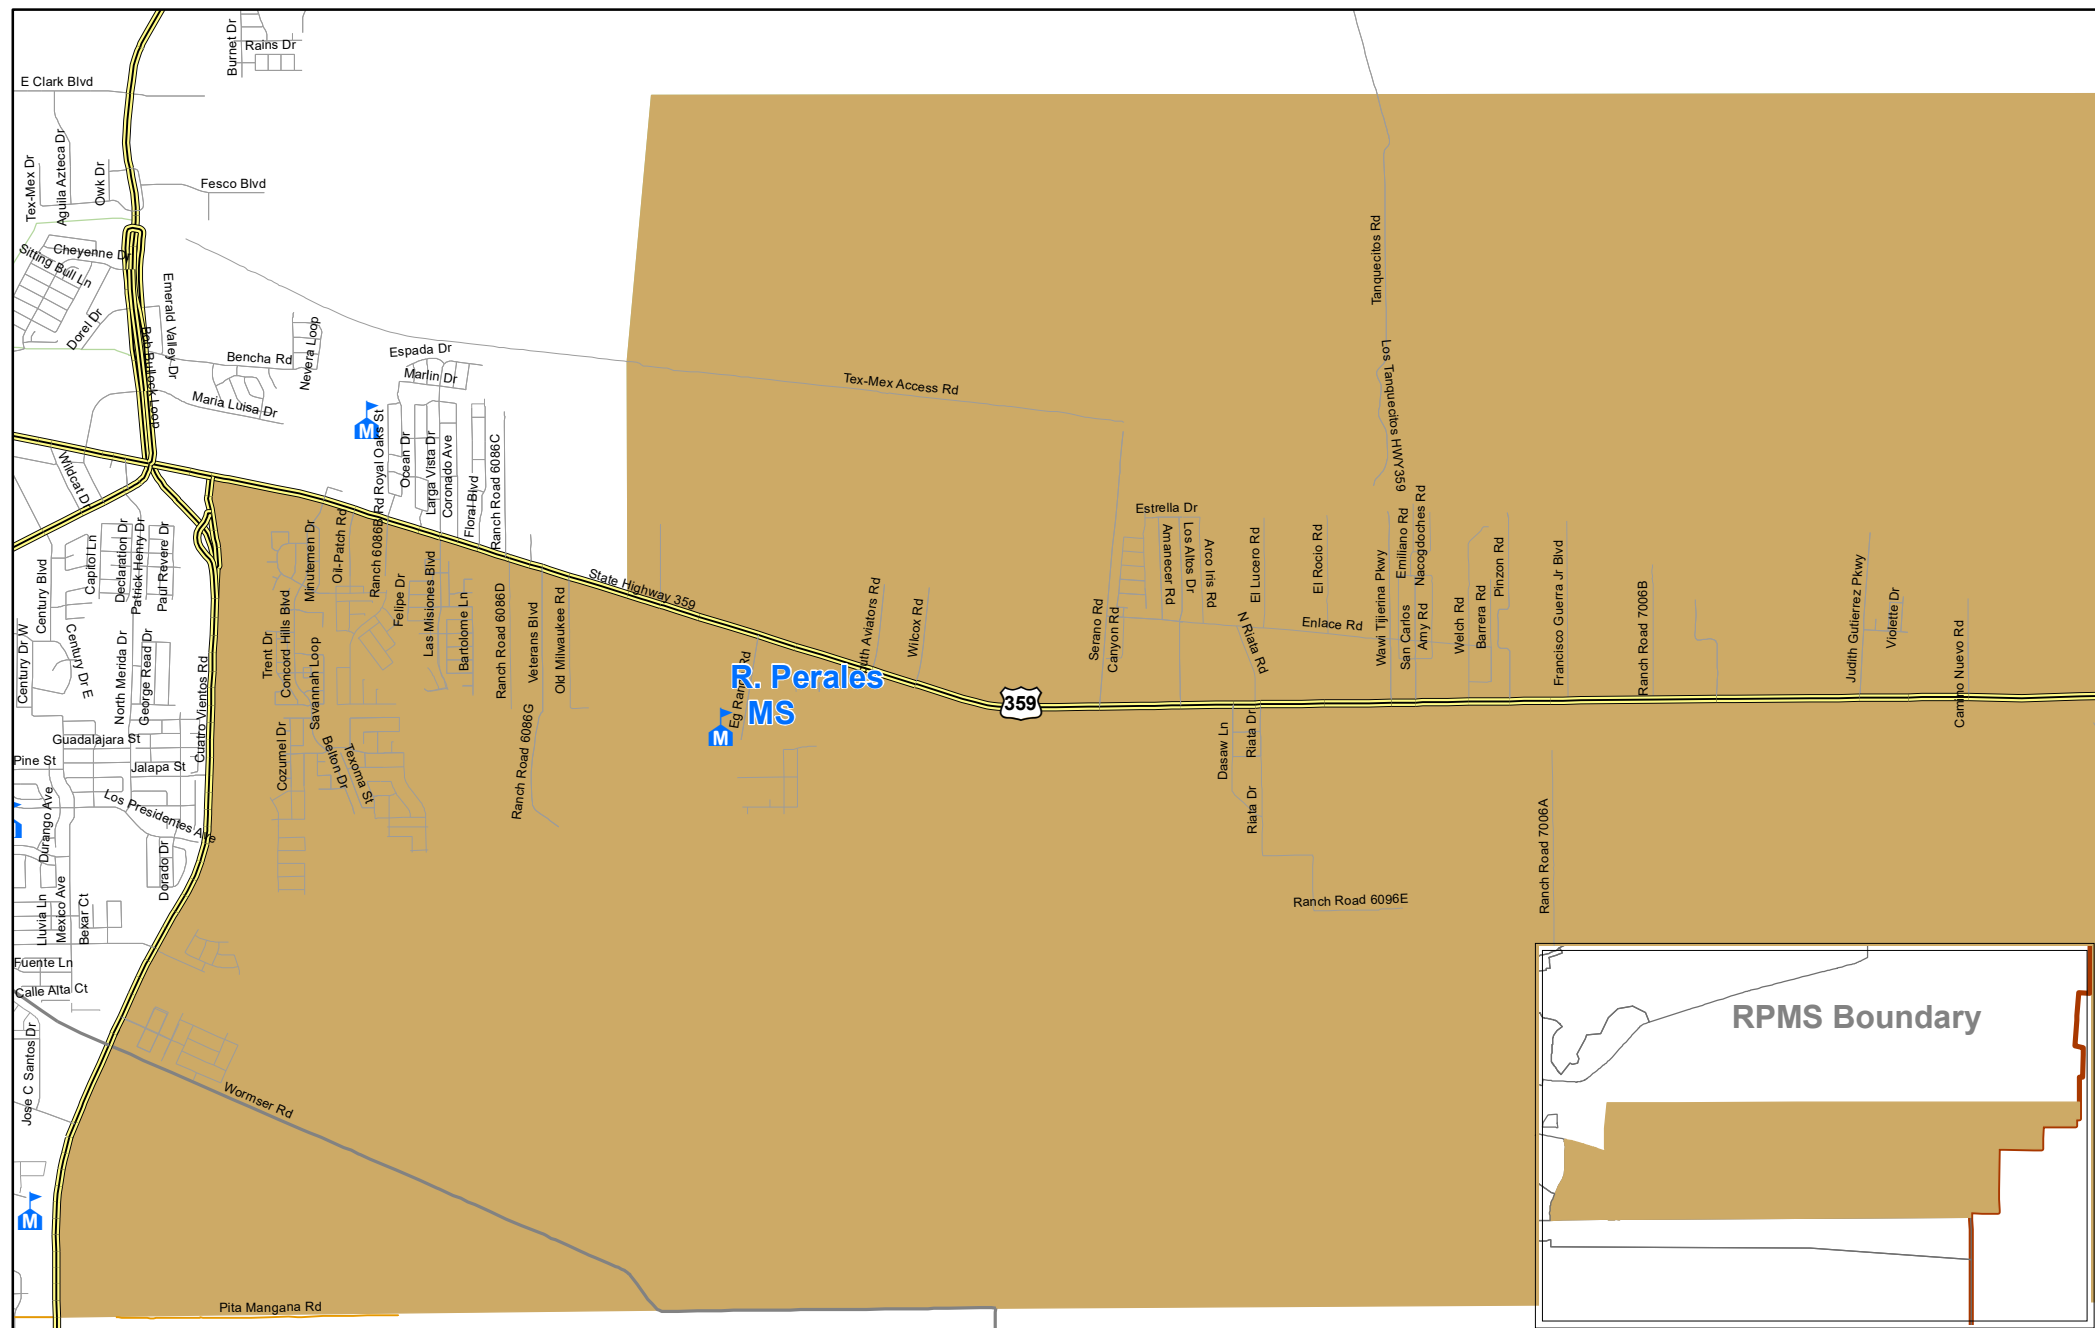 Burnet Dr
Rains Dr
E Clark Blvd
Tex-Mex Dr
Aguila Azteca Dr
Owk Dr
Fesco Blvd
Cheyenne Dr
Sitting Bull Ln
Dorel Dr
Emerald Valley Dr
Bob Bullock Loop
Bencha Rd
Nevera Loop
Maria Luisa Dr
Espada Dr
Marlin Dr
M
Royal Oaks St
Ocean Dr
Larga Vista Dr
Coronado Ave
Floral Blvd
Ranch Road 6086C
Tex-Mex Access Rd
Tanquecitos Rd
Los Tanquecitos HWY359
Wildcat Dr
Century Blvd
Capitol Ln
Declaration Dr
Patrick Henry Dr
Paul Revere Dr
Minutemen Dr
Oil-Patch Rd
Ranch 6086B Rd
Felipe Dr
Las Misiones Blvd
Bartolome Ln
Ranch Road 6086D
Veterans Blvd
Old Milwaukee Rd
State Highway 359
Estrella Dr
Amanecer Rd
Los Altos Dr
Arco Iris Rd
El Lucero Rd
El Rocio Rd
Wawi Tijerina Pkwy
Emiliano Rd
Nacogdoches Rd
San Carlos
Amy Rd
Welch Rd
Barrera Rd
Pinzon Rd
Francisco Guerra Jr Blvd
Ranch Road 7006B
Judith Gutierrez Pkwy
Violette Dr
Camino Nuevo Rd
Century Dr W
Century Dr E
North Merida Dr
George Read Dr
Cuatro Vientos Rd
Trent Dr
Concord Hills Blvd
Savannah Loop
Cozumel Dr
Belton Dr
Texoma St
Ranch Road 6086G
Eg Ranch Rd
R. Perales
MS
M
uth Aviators Rd
Wilcox Rd
359
Serano Rd
Canyon Rd
N Riata Rd
Enlace Rd
Dasaw Ln
Riata Dr
Riata Dr
Ranch Road 6096E
Ranch Road 7006A
Guadalajara St
Pine St
Jalapa St
Los Presidentes Ave
Durango Ave
Dorado Dr
Lluvia Ln
Mexico Ave
Bexar Ct
Fuente Ln
Calle Alta Ct
Jose C Santos Dr
Wormser Rd
M
Pita Mangana Rd
RPMS Boundary